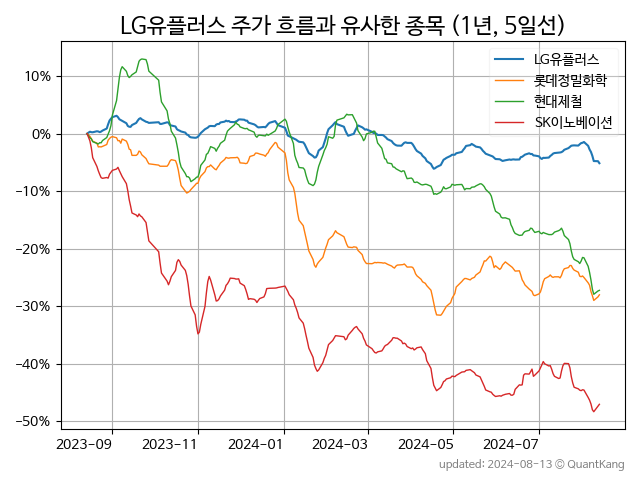 LG유플러스 주가 흐름과 유사한 종목 (1년, 5일선)
LG유플러스
롯데정밀화학
현대제철
SK이노베이션
10%
0%
−10%
−20%
−30%
−40%
−50%
2023-09 2023-11 2024-01 2024-03 2024-05 2024-07
updated: 2024-08-13 © QuantKang